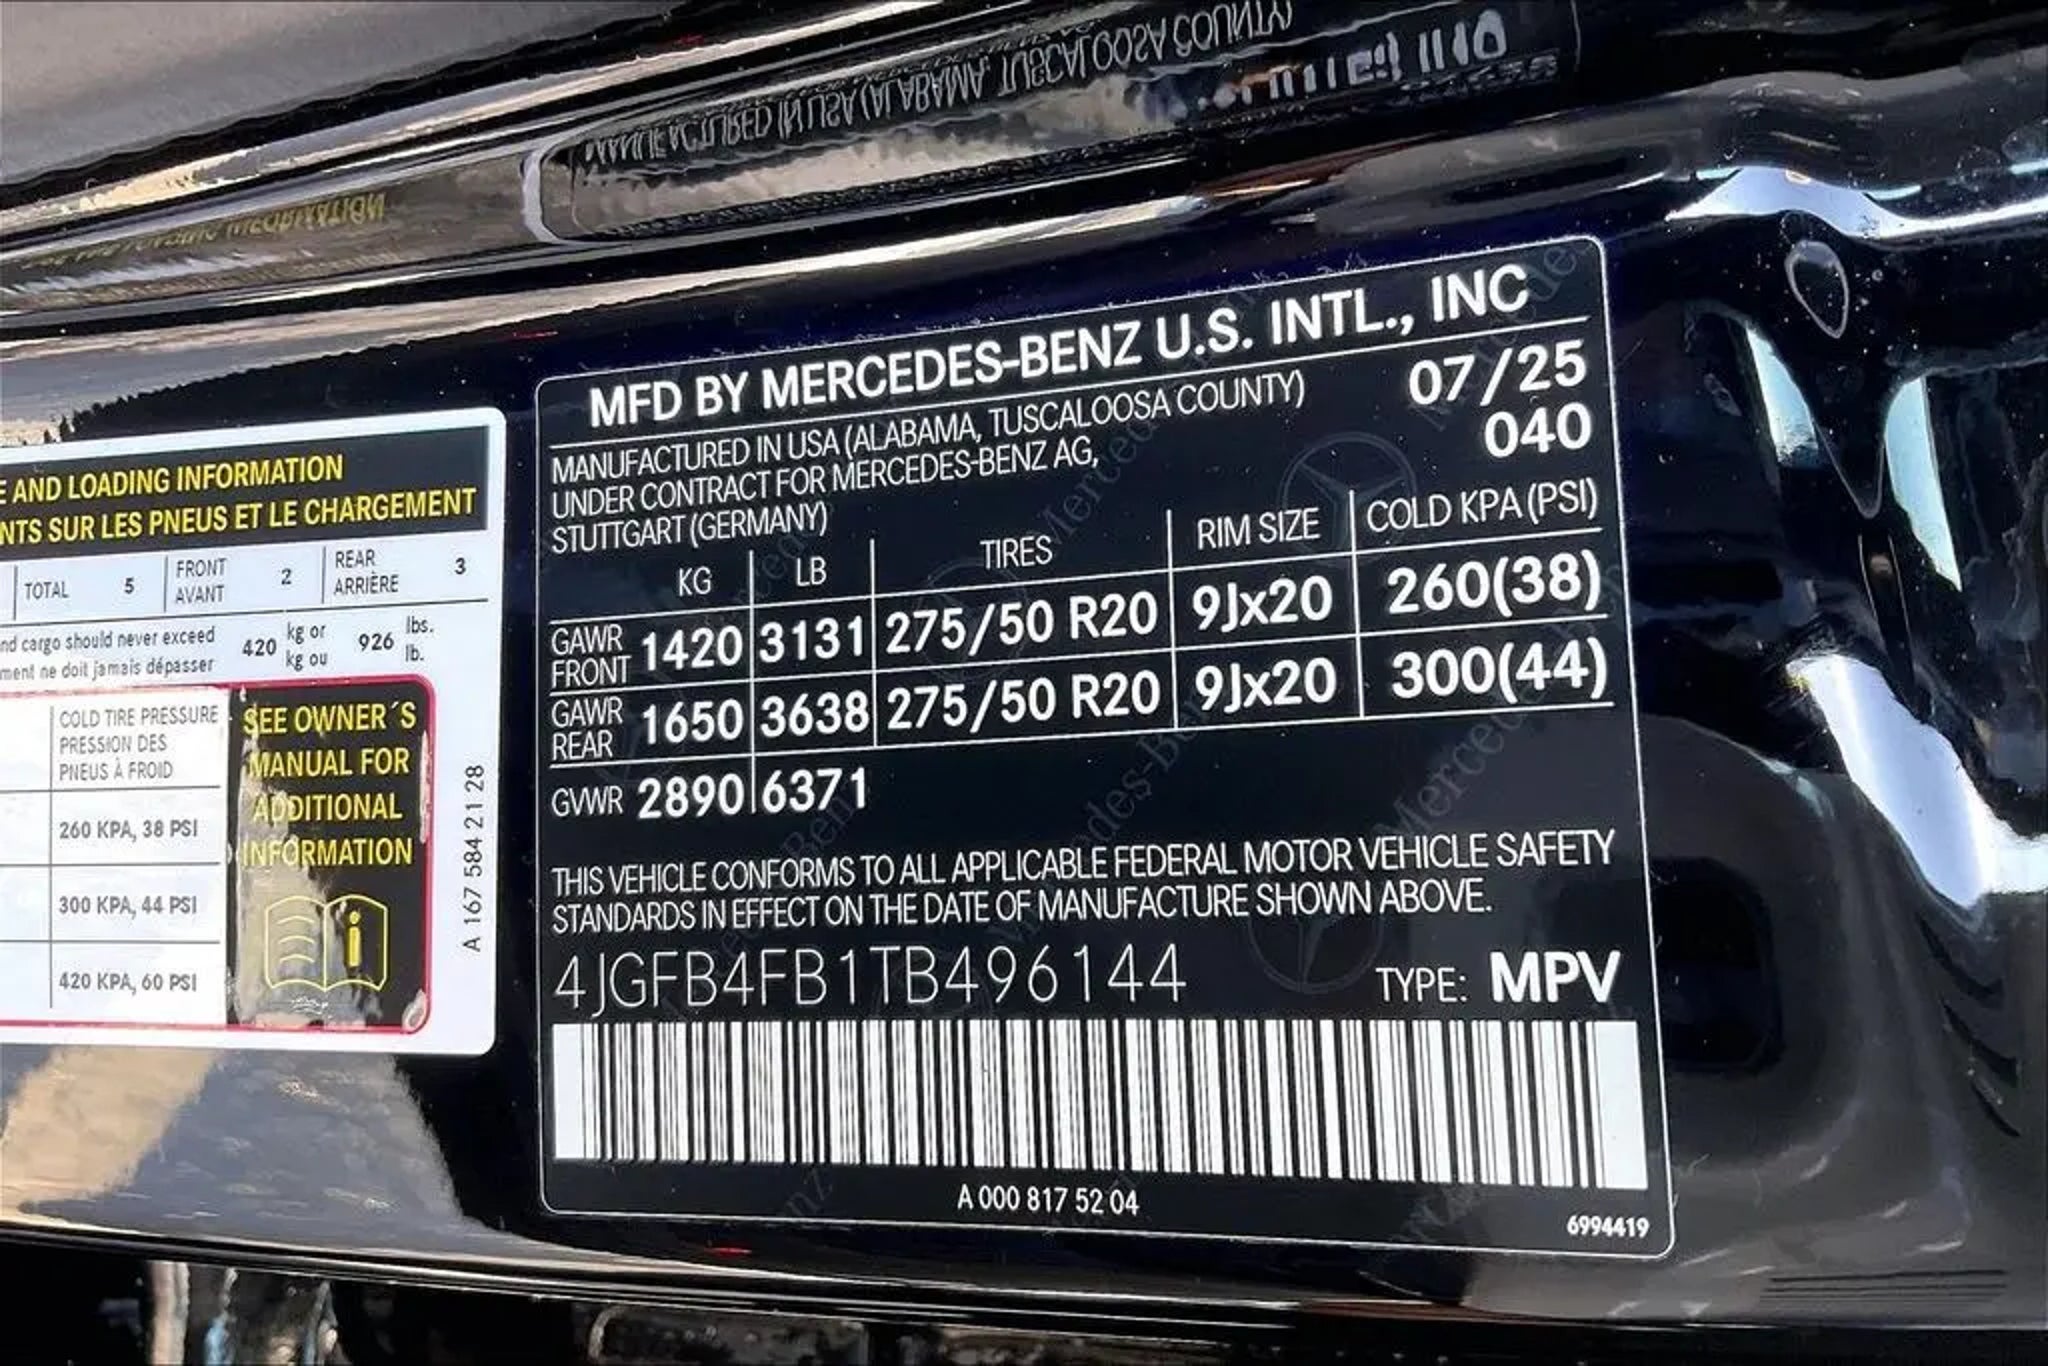 E AND LOADING INFORMATION
NTS SUR LES PNEUS ET LE CHARGEMENT
TOTAL 5 FRONT AVANT 2 REAR ARRIÈRE 3
nd cargo should never exceed
ment ne doit jamais dépasser
420 kg or kg ou 926 lbs. lb.
COLD TIRE PRESSURE
PRESSION DES
PNEUS À FROID
260 KPA, 38 PSI
300 KPA, 44 PSI
420 KPA, 60 PSI
SEE OWNER´S
MANUAL FOR
ADDITIONAL
INFORMATION
A 167 584 21 28
MFD BY MERCEDES-BENZ U.S. INTL., INC
MANUFACTURED IN USA (ALABAMA, TUSCALOOSA COUNTY)
UNDER CONTRACT FOR MERCEDES-BENZ AG,
STUTTGART (GERMANY)
07/25
040
KG LB TIRES RIM SIZE COLD KPA (PSI)
GAWR FRONT 1420 3131 275/50 R20 9Jx20 260(38)
GAWR REAR 1650 3638 275/50 R20 9Jx20 300(44)
GVWR 2890 6371
THIS VEHICLE CONFORMS TO ALL APPLICABLE FEDERAL MOTOR VEHICLE SAFETY
STANDARDS IN EFFECT ON THE DATE OF MANUFACTURE SHOWN ABOVE.
4JGFB4FB1TB496144 TYPE: MPV
A 000 817 52 04
6994419